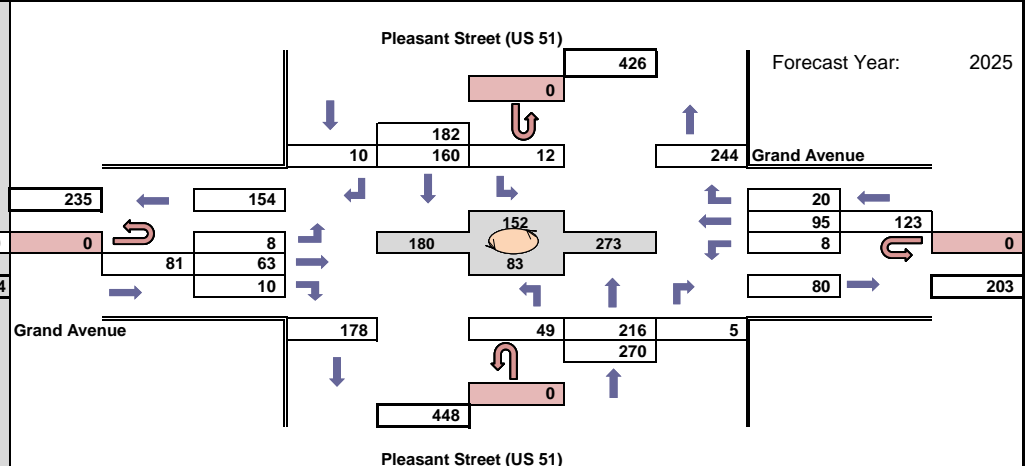 Pleasant Street (US 51)
426
Forecast Year: 2025
0
182
10 160 12 244 Grand Avenue
235 154 20
152 95 123
0 8 180 273 8 0
81 63 83
4 10 80 203
Grand Avenue 178 49 216 5
270
0
448
Pleasant Street (US 51)